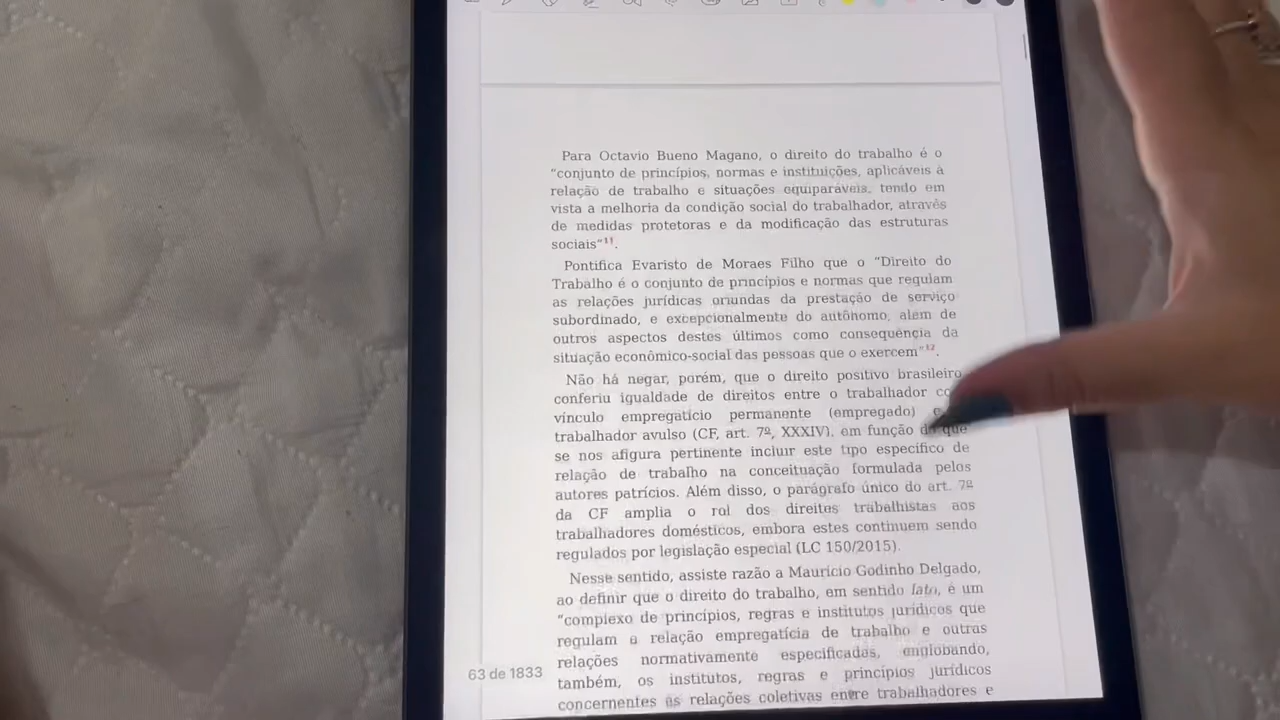 Para Octavio Bueno Magano, o direito do trabalho é o
“conjunto de princípios, normas e instituições, aplicáveis à
relação de trabalho e situações equiparáveis, tendo em
vista a melhoria da condição social do trabalhador, através
de medidas protetoras e da modificação das estruturas
sociais”¹¹.
Pontifica Evaristo de Moraes Filho que o “Direito do
Trabalho é o conjunto de princípios e normas que regulam
as relações jurídicas oriundas da prestação de serviço
subordinado, e excepcionalmente do autônomo, além de
outros aspectos destes últimos como consequência da
situação econômico-social das pessoas que o exercem”¹².
Não há negar, porém, que o direito positivo brasileiro
conferiu igualdade de direitos entre o trabalhador
vínculo empregatício permanente (empregado)
trabalhador avulso (CF, art. 7º, XXXIV), em função do que
se nos afigura pertinente incluir este tipo específico de
relação de trabalho na conceituação formulada pelos
autores patrícios. Além disso, o parágrafo único do art. 7º
da CF amplia o rol dos direitos trabalhistas aos
trabalhadores domésticos, embora estes continuem sendo
regulados por legislação especial (LC 150/2015).
Nesse sentido, assiste razão a Mauricio Godinho Delgado,
ao definir que o direito do trabalho, em sentido lato, é um
“complexo de princípios, regras e institutos jurídicos que
regulam a relação empregatícia de trabalho e outras
relações normativamente especificadas, englobando,
também, os institutos, regras e princípios jurídicos
concernentes às relações coletivas entre trabalhadores e
63 de 1833